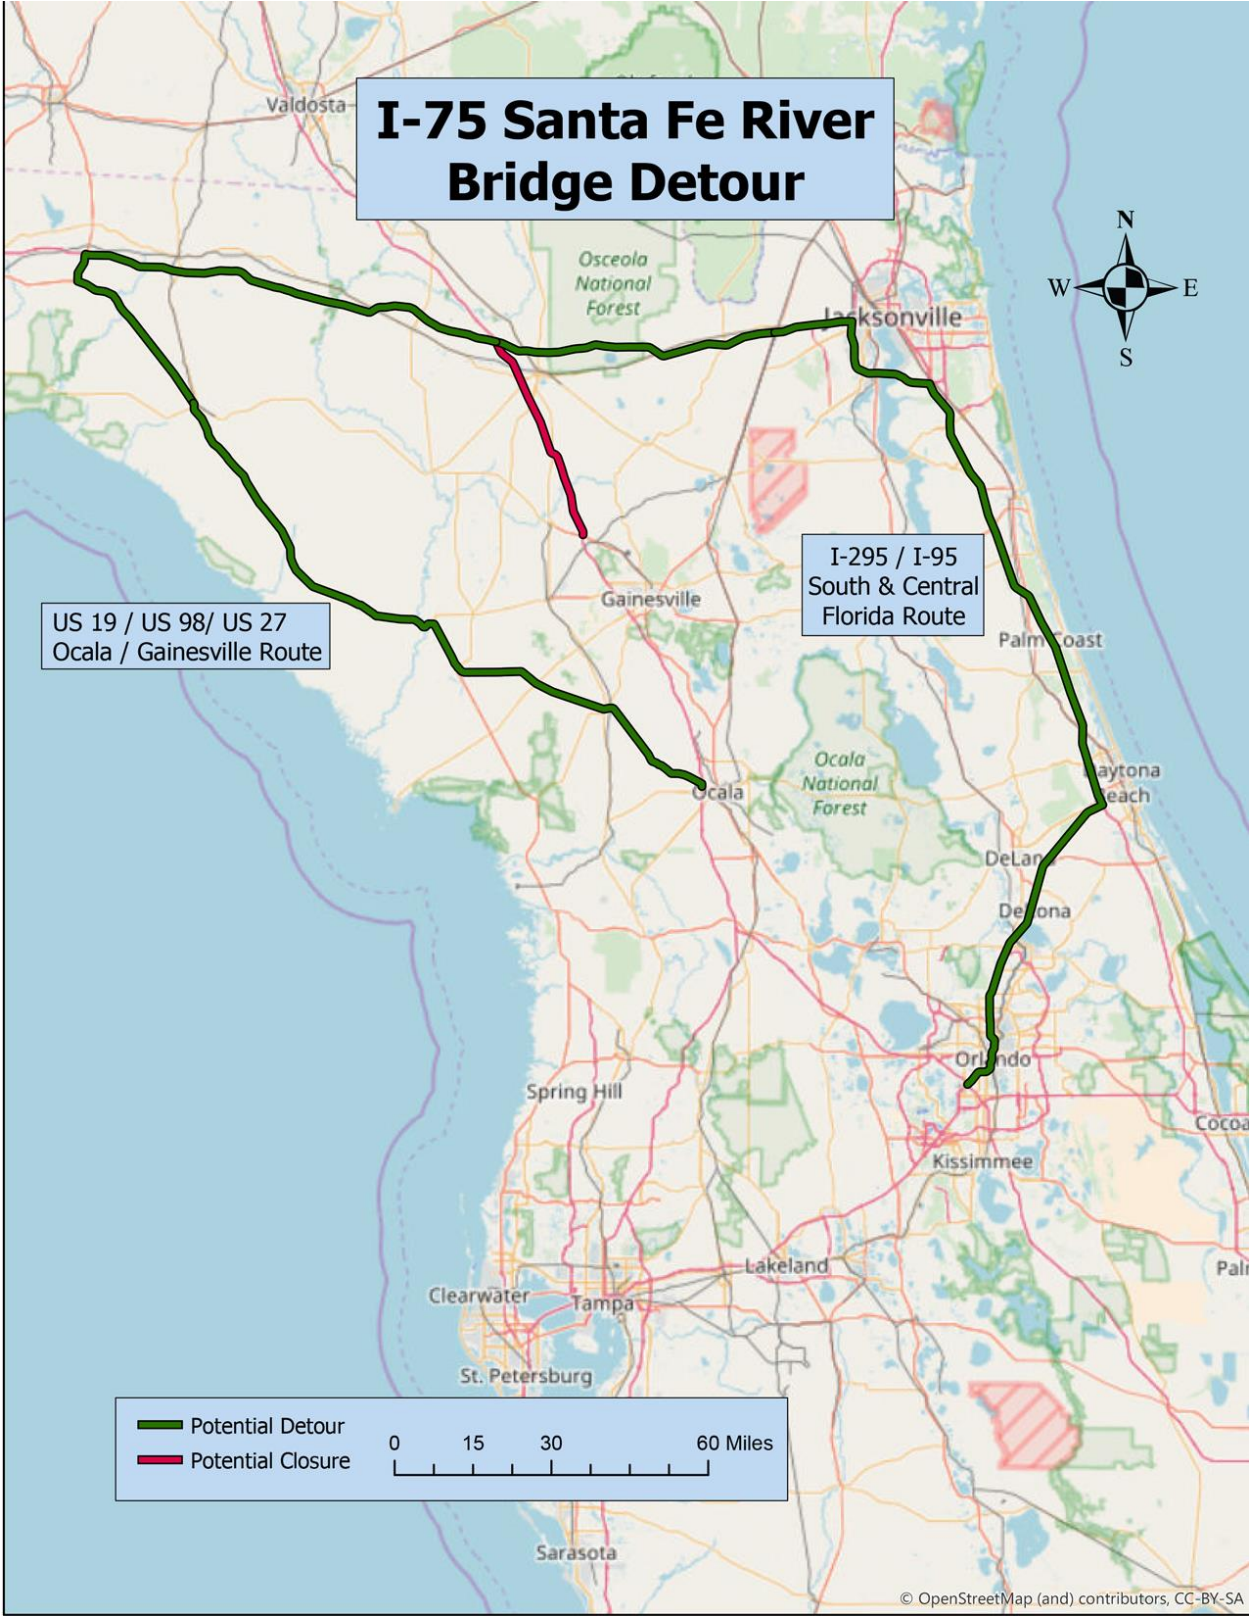 Valdosta
I-75 Santa Fe River
Bridge Detour
N
W
E
S
Osceola
National
Forest
Jacksonville
I-295 / I-95
South & Central
Florida Route
Gainesville
US 19 / US 98/ US 27
Ocala / Gainesville Route
Palm Coast
Ocala
National
Forest
Daytona
Beach
Ocala
DeLand
Deltona
Orlando
Spring Hill
Cocoa
Kissimmee
Lakeland
Clearwater
Tampa
St. Petersburg
Potential Detour
Potential Closure
0 15 30 60 Miles
Sarasota
© OpenStreetMap (and) contributors, CC-BY-SA